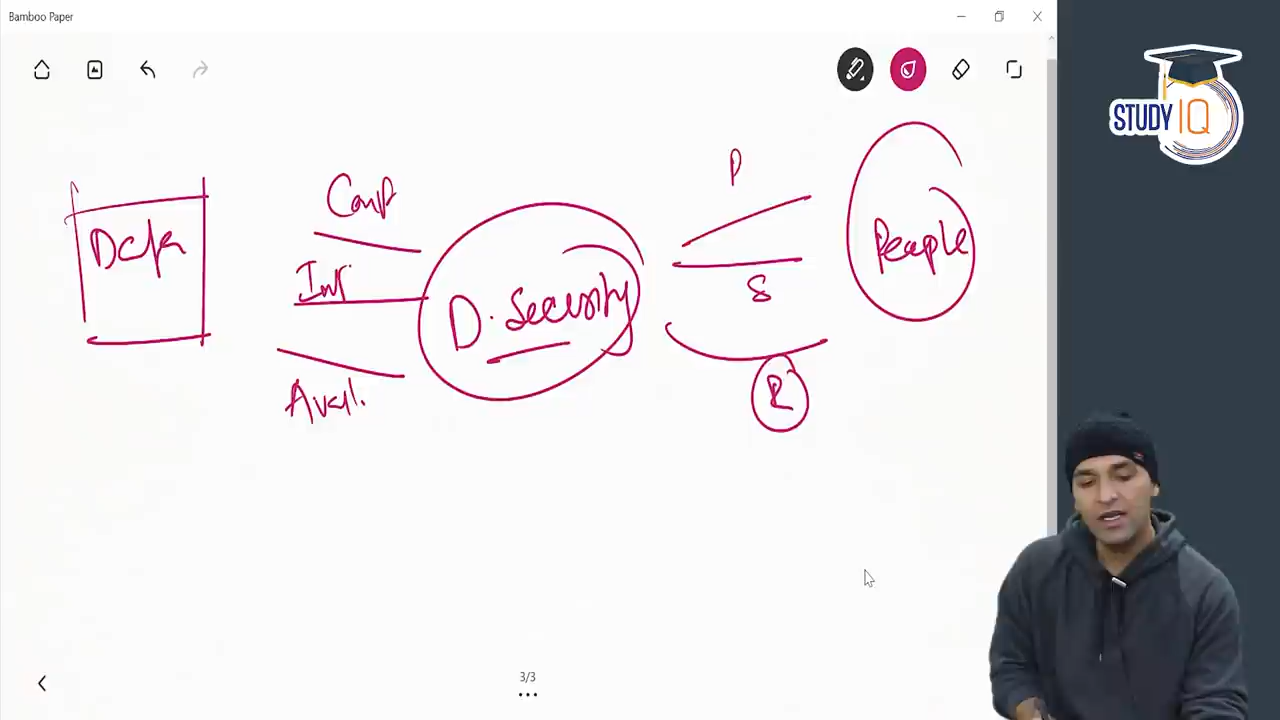 Bamboo Paper
STUDY IQ
P
Conf
Data
People
Int.
S
D. Security
Avail.
R
3/3